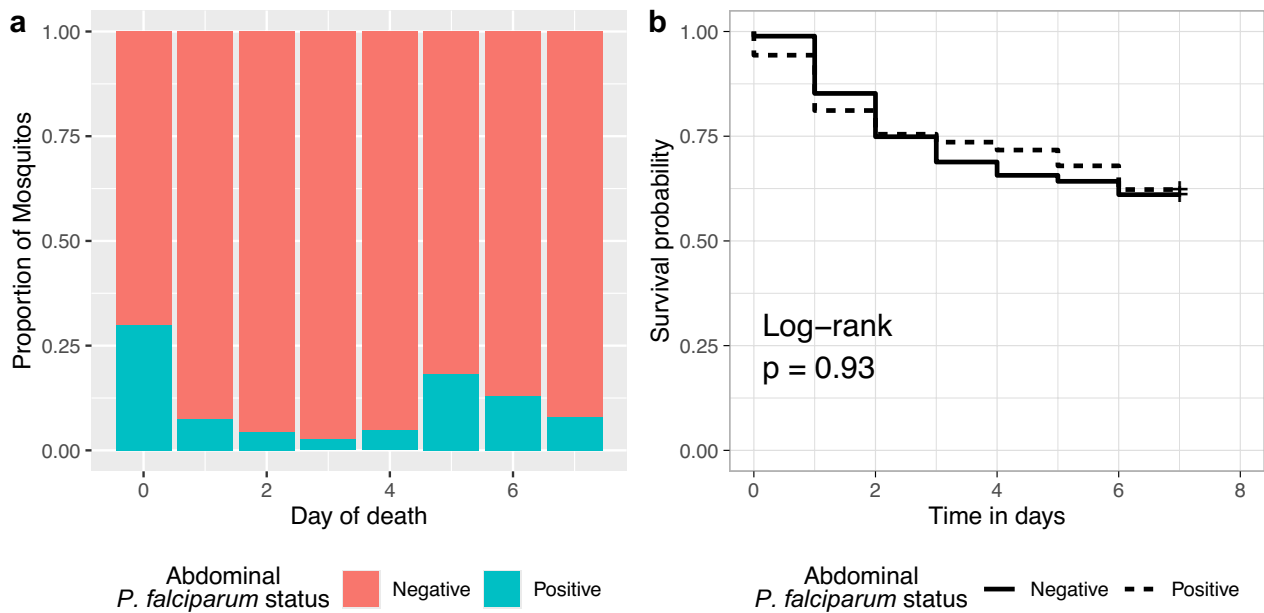 a
1.00
0.75
0.50
0.25
0.00
Proportion of Mosquitos
0 2 4 6
Day of death
Abdominal
P. falciparum status
Negative Positive
b
1.00
0.75
0.50
0.25
0.00
Survival probability
Log−rank
p = 0.93
0 2 4 6 8
Time in days
Abdominal
P. falciparum status
Negative Positive